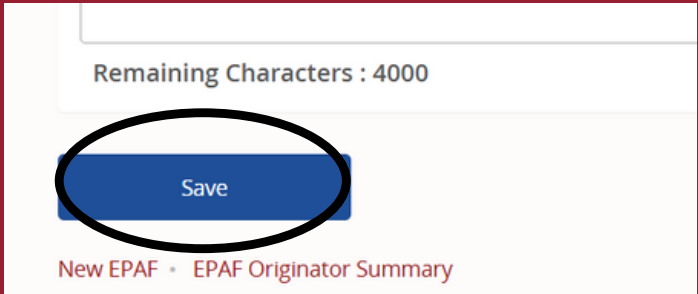 Remaining Characters : 4000
Save
New EPAF • EPAF Originator Summary